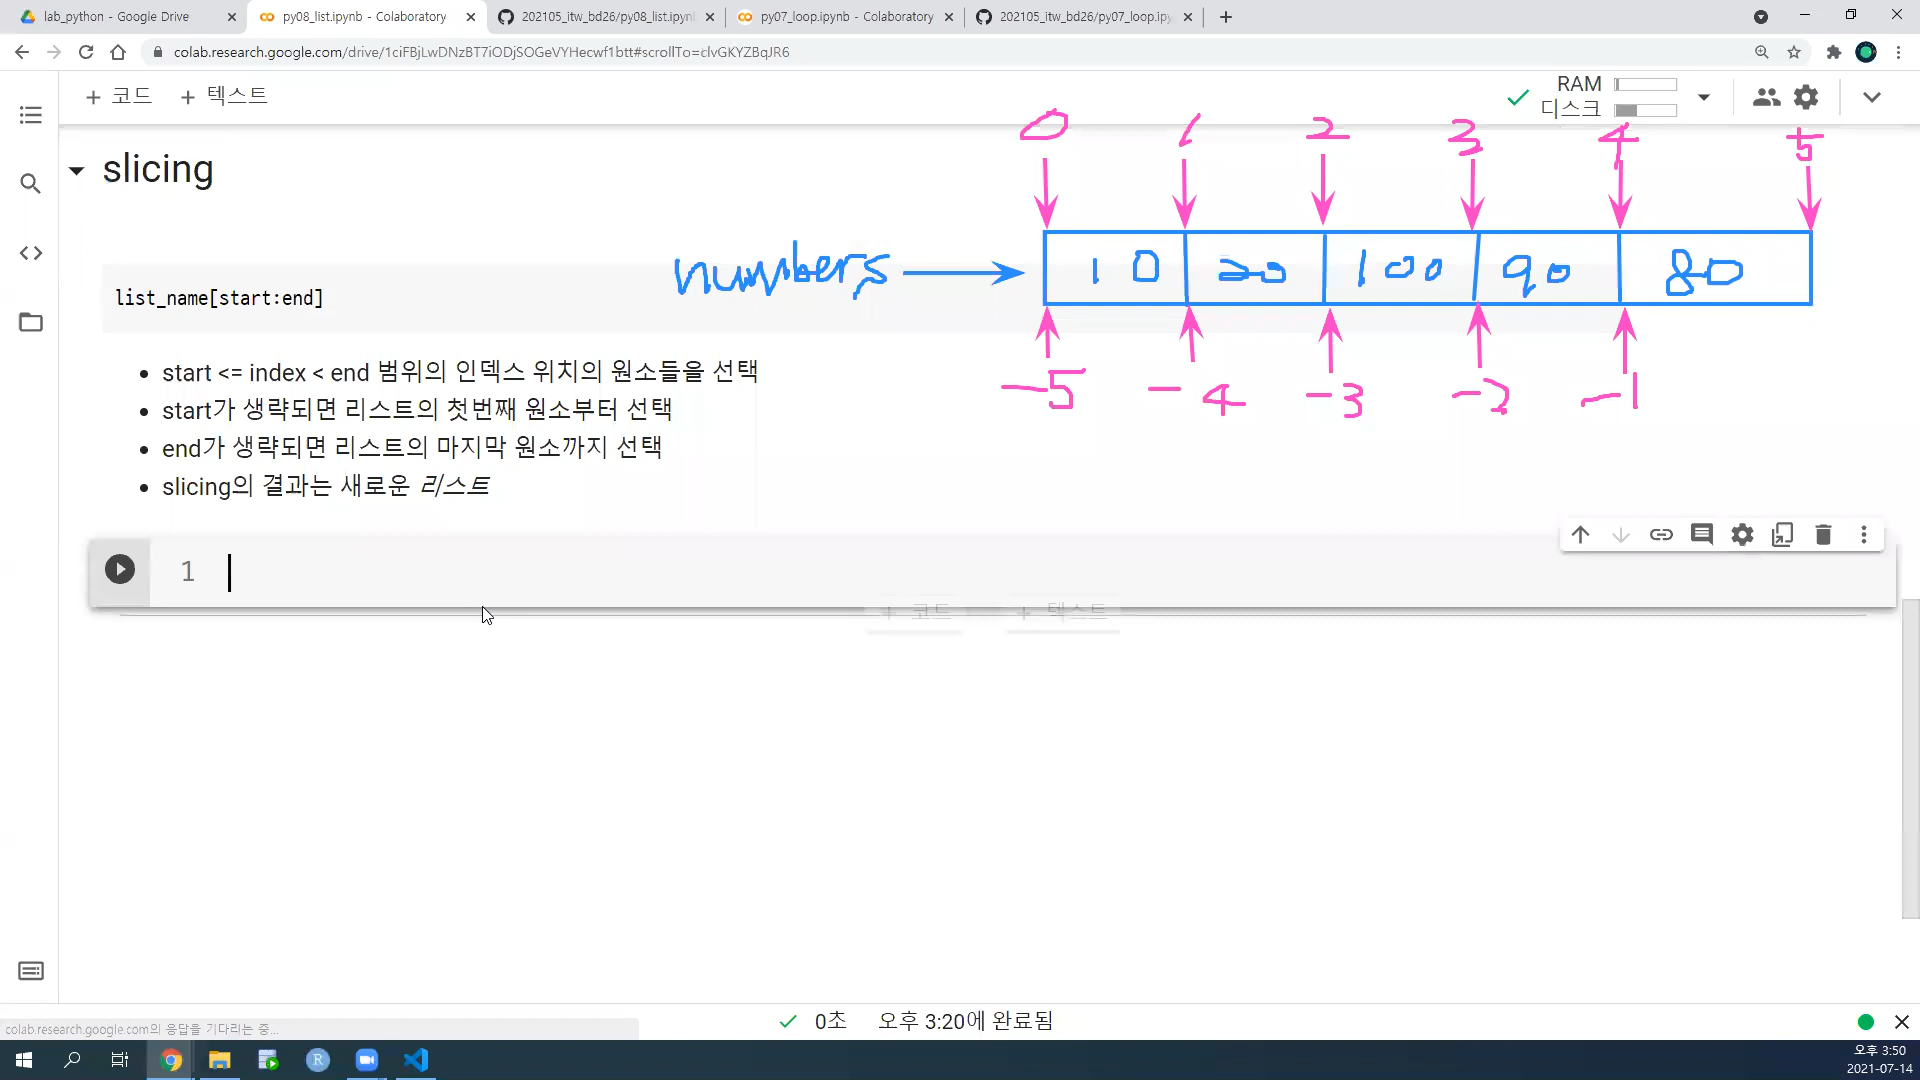 lab_python - Google Drive
py08_list.ipynb - Colaboratory
202105_itw_bd26/py08_list.ipynb
py07_loop.ipynb - Colaboratory
202105_itw_bd26/py07_loop.ipy
colab.research.google.com/drive/1ciFBjLwDNzBT7iODjSOGeVYHecwf1btt#scrollTo=clvGKYZBqJR6
+ 코드 + 텍스트
RAM
디스크
0 1 2 3 4 5
slicing
numbers
10 20 100 90 80
list_name[start:end]
-5 -4 -3 -2 -1
start <= index < end 범위의 인덱스 위치의 원소들을 선택
start가 생략되면 리스트의 첫번째 원소부터 선택
end가 생략되면 리스트의 마지막 원소까지 선택
slicing의 결과는 새로운 리스트
1
+ 코드 + 텍스트
colab.research.google.com의 응답을 기다리는 중...
0초 오후 3:20에 완료됨
오후 3:50
2021-07-14